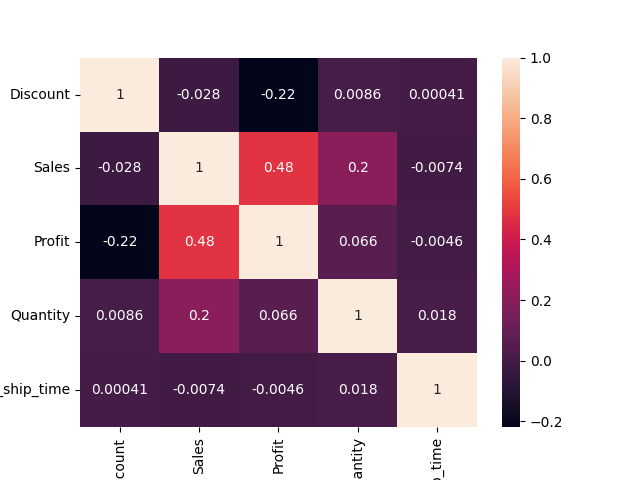 Discount 1 -0.028 -0.22 0.0086 0.00041
Sales -0.028 1 0.48 0.2 -0.0074
Profit -0.22 0.48 1 0.066 -0.0046
Quantity 0.0086 0.2 0.066 1 0.018
_ship_time 0.00041 -0.0074 -0.0046 0.018 1
count
Sales
Profit
antity
_time
1.0
0.8
0.6
0.4
0.2
0.0
−0.2